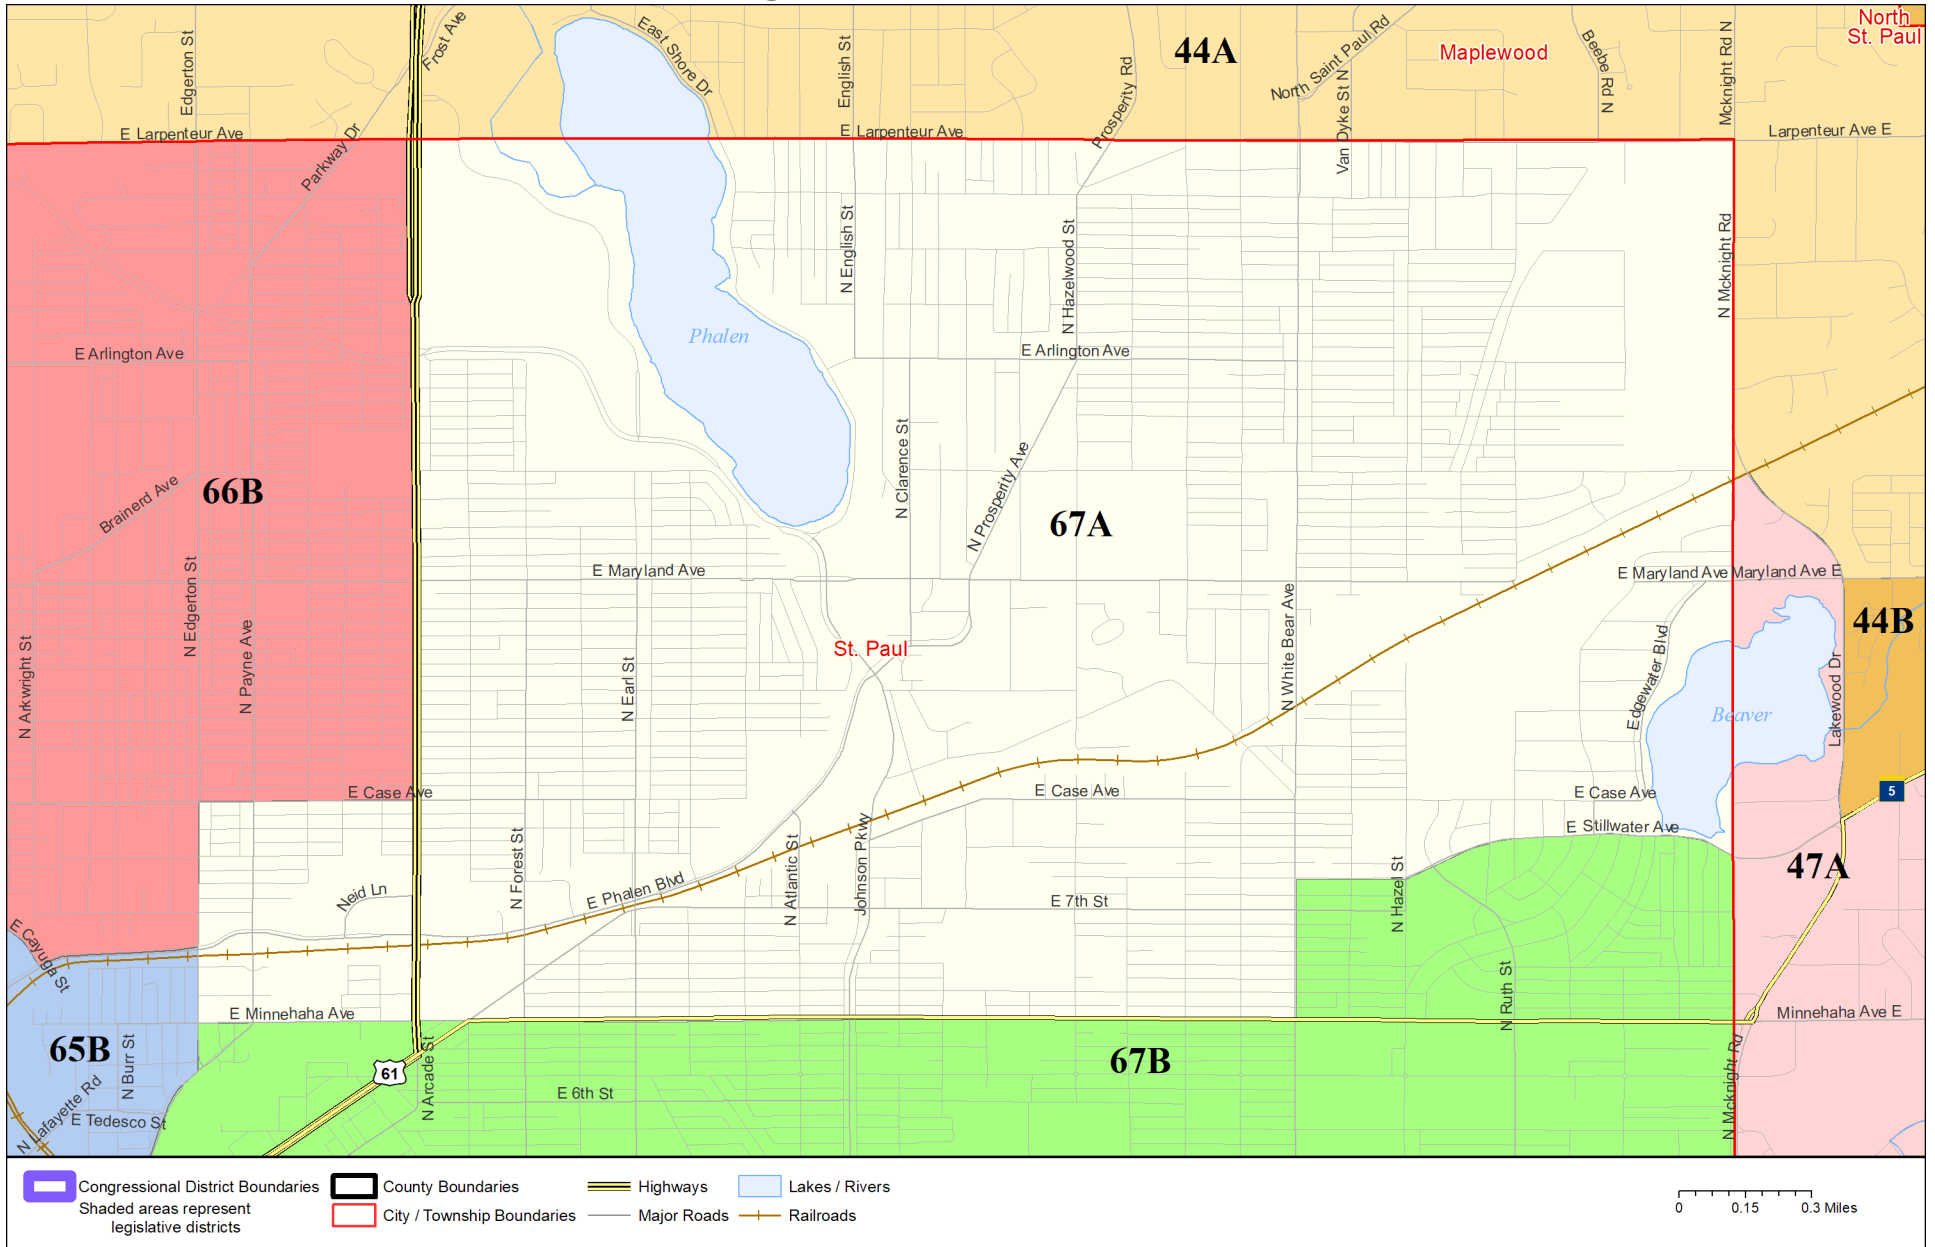 North
St. Paul
Maplewood
44A
Frost Ave
East Shore Dr
Edgerton St
English St
Prosperity Rd
North Saint Paul Rd
Van Dyke St N
Beebe Rd N
Mcknight Rd N
E Larpenteur Ave
E Larpenteur Ave
Larpenteur Ave E
Parkway Dr
N English St
N Hazelwood St
N Mcknight Rd
Phalen
E Arlington Ave
E Arlington Ave
N Clarence St
N Prosperity Ave
Brainerd Ave
66B
67A
N Edgerton St
E Maryland Ave
E Maryland Ave
Maryland Ave E
N White Bear Ave
44B
N Arkwright St
N Payne Ave
N Earl St
St. Paul
Edgewater Blvd
Beaver
Lakewood Dr
E Case Ave
E Case Ave
E Case Ave
5
E Stillwater Ave
47A
N Forest St
N Atlantic St
Johnson Pkwy
N Hazel St
Neid Ln
E Phalen Blvd
E 7th St
E Cayuga St
N Ruth St
E Minnehaha Ave
Minnehaha Ave E
65B
N Burr St
61
N Arcade St
67B
E 6th St
N Mcknight Rd
N Lafayette Rd
E Tedesco St
Congressional District Boundaries
Shaded areas represent
legislative districts
County Boundaries
City / Township Boundaries
Highways
Major Roads
Lakes / Rivers
Railroads
0 0.15 0.3 Miles